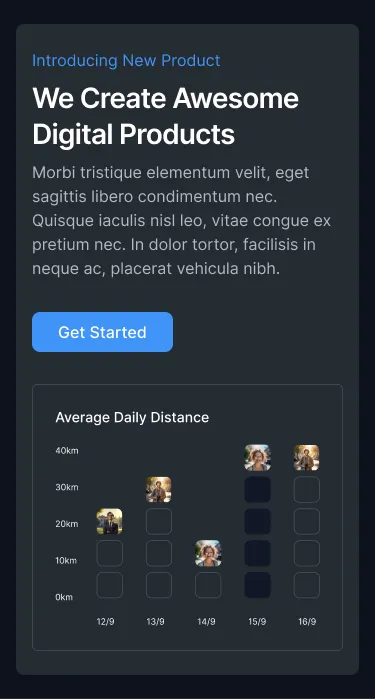 Introducing New Product
We Create Awesome
Digital Products
Morbi tristique elementum velit, eget
sagittis libero condimentum nec.
Quisque iaculis nisl leo, vitae congue ex
pretium nec. In dolor tortor, facilisis in
neque ac, placerat vehicula nibh.
Get Started
Average Daily Distance
40km
30km
20km
10km
0km
12/9 13/9 14/9 15/9 16/9